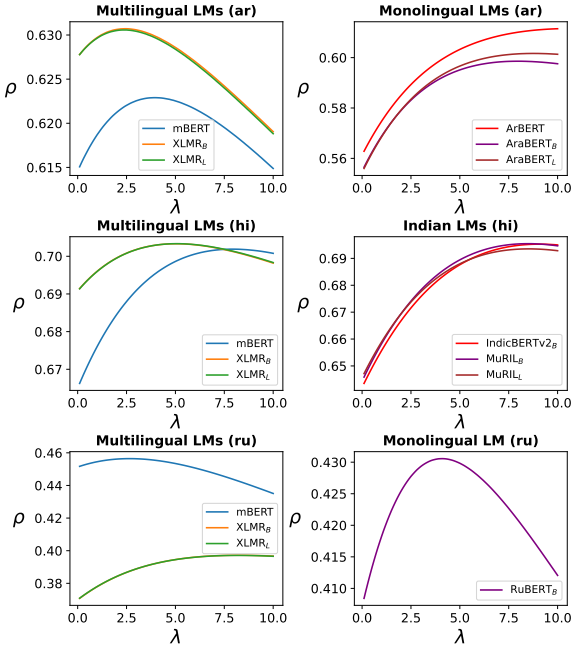 Multilingual LMs (ar)
0.630
0.625
0.620
0.615
ρ
mBERT
XLMR_B
XLMR_L
0.0 2.5 5.0 7.5 10.0
λ
Monolingual LMs (ar)
0.60
0.58
0.56
ρ
ArBERT
AraBERT_B
AraBERT_L
0.0 2.5 5.0 7.5 10.0
λ
Multilingual LMs (hi)
0.70
0.69
0.68
0.67
ρ
mBERT
XLMR_B
XLMR_L
0.0 2.5 5.0 7.5 10.0
λ
Indian LMs (hi)
0.69
0.68
0.67
0.66
0.65
ρ
IndicBERTv2_B
MuRIL_B
MuRIL_L
0.0 2.5 5.0 7.5 10.0
λ
Multilingual LMs (ru)
0.46
0.44
0.42
0.40
0.38
ρ
mBERT
XLMR_B
XLMR_L
0.0 2.5 5.0 7.5 10.0
λ
Monolingual LM (ru)
0.430
0.425
0.420
0.415
0.410
ρ
RuBERT_B
0.0 2.5 5.0 7.5 10.0
λ